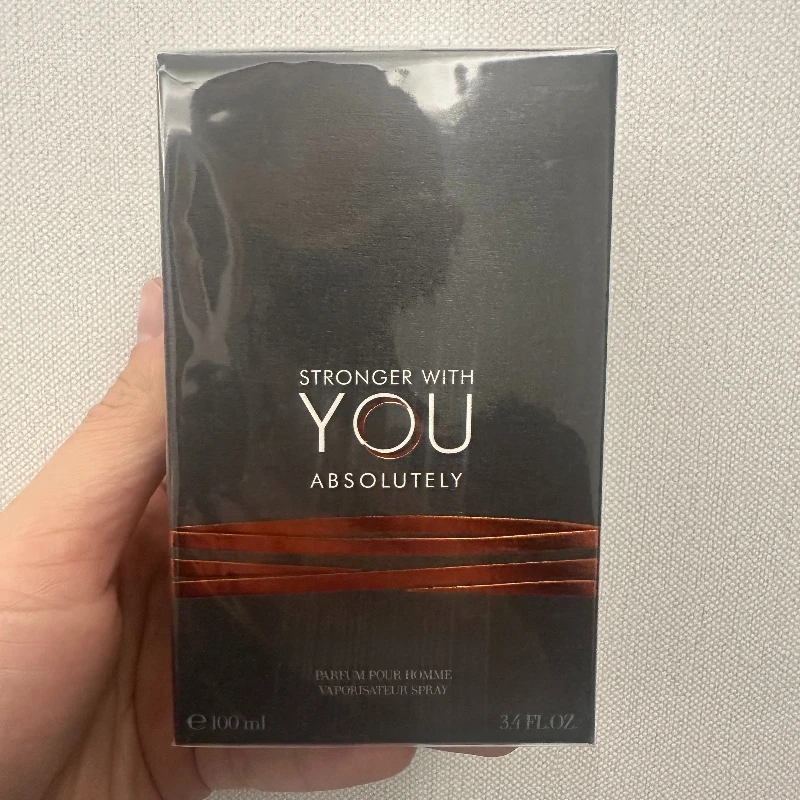 STRONGER WITH
YOU
ABSOLUTELY
PARFUM POUR HOMME
VAPORISATEUR SPRAY
℮ 100 ml
3.4 FL.OZ